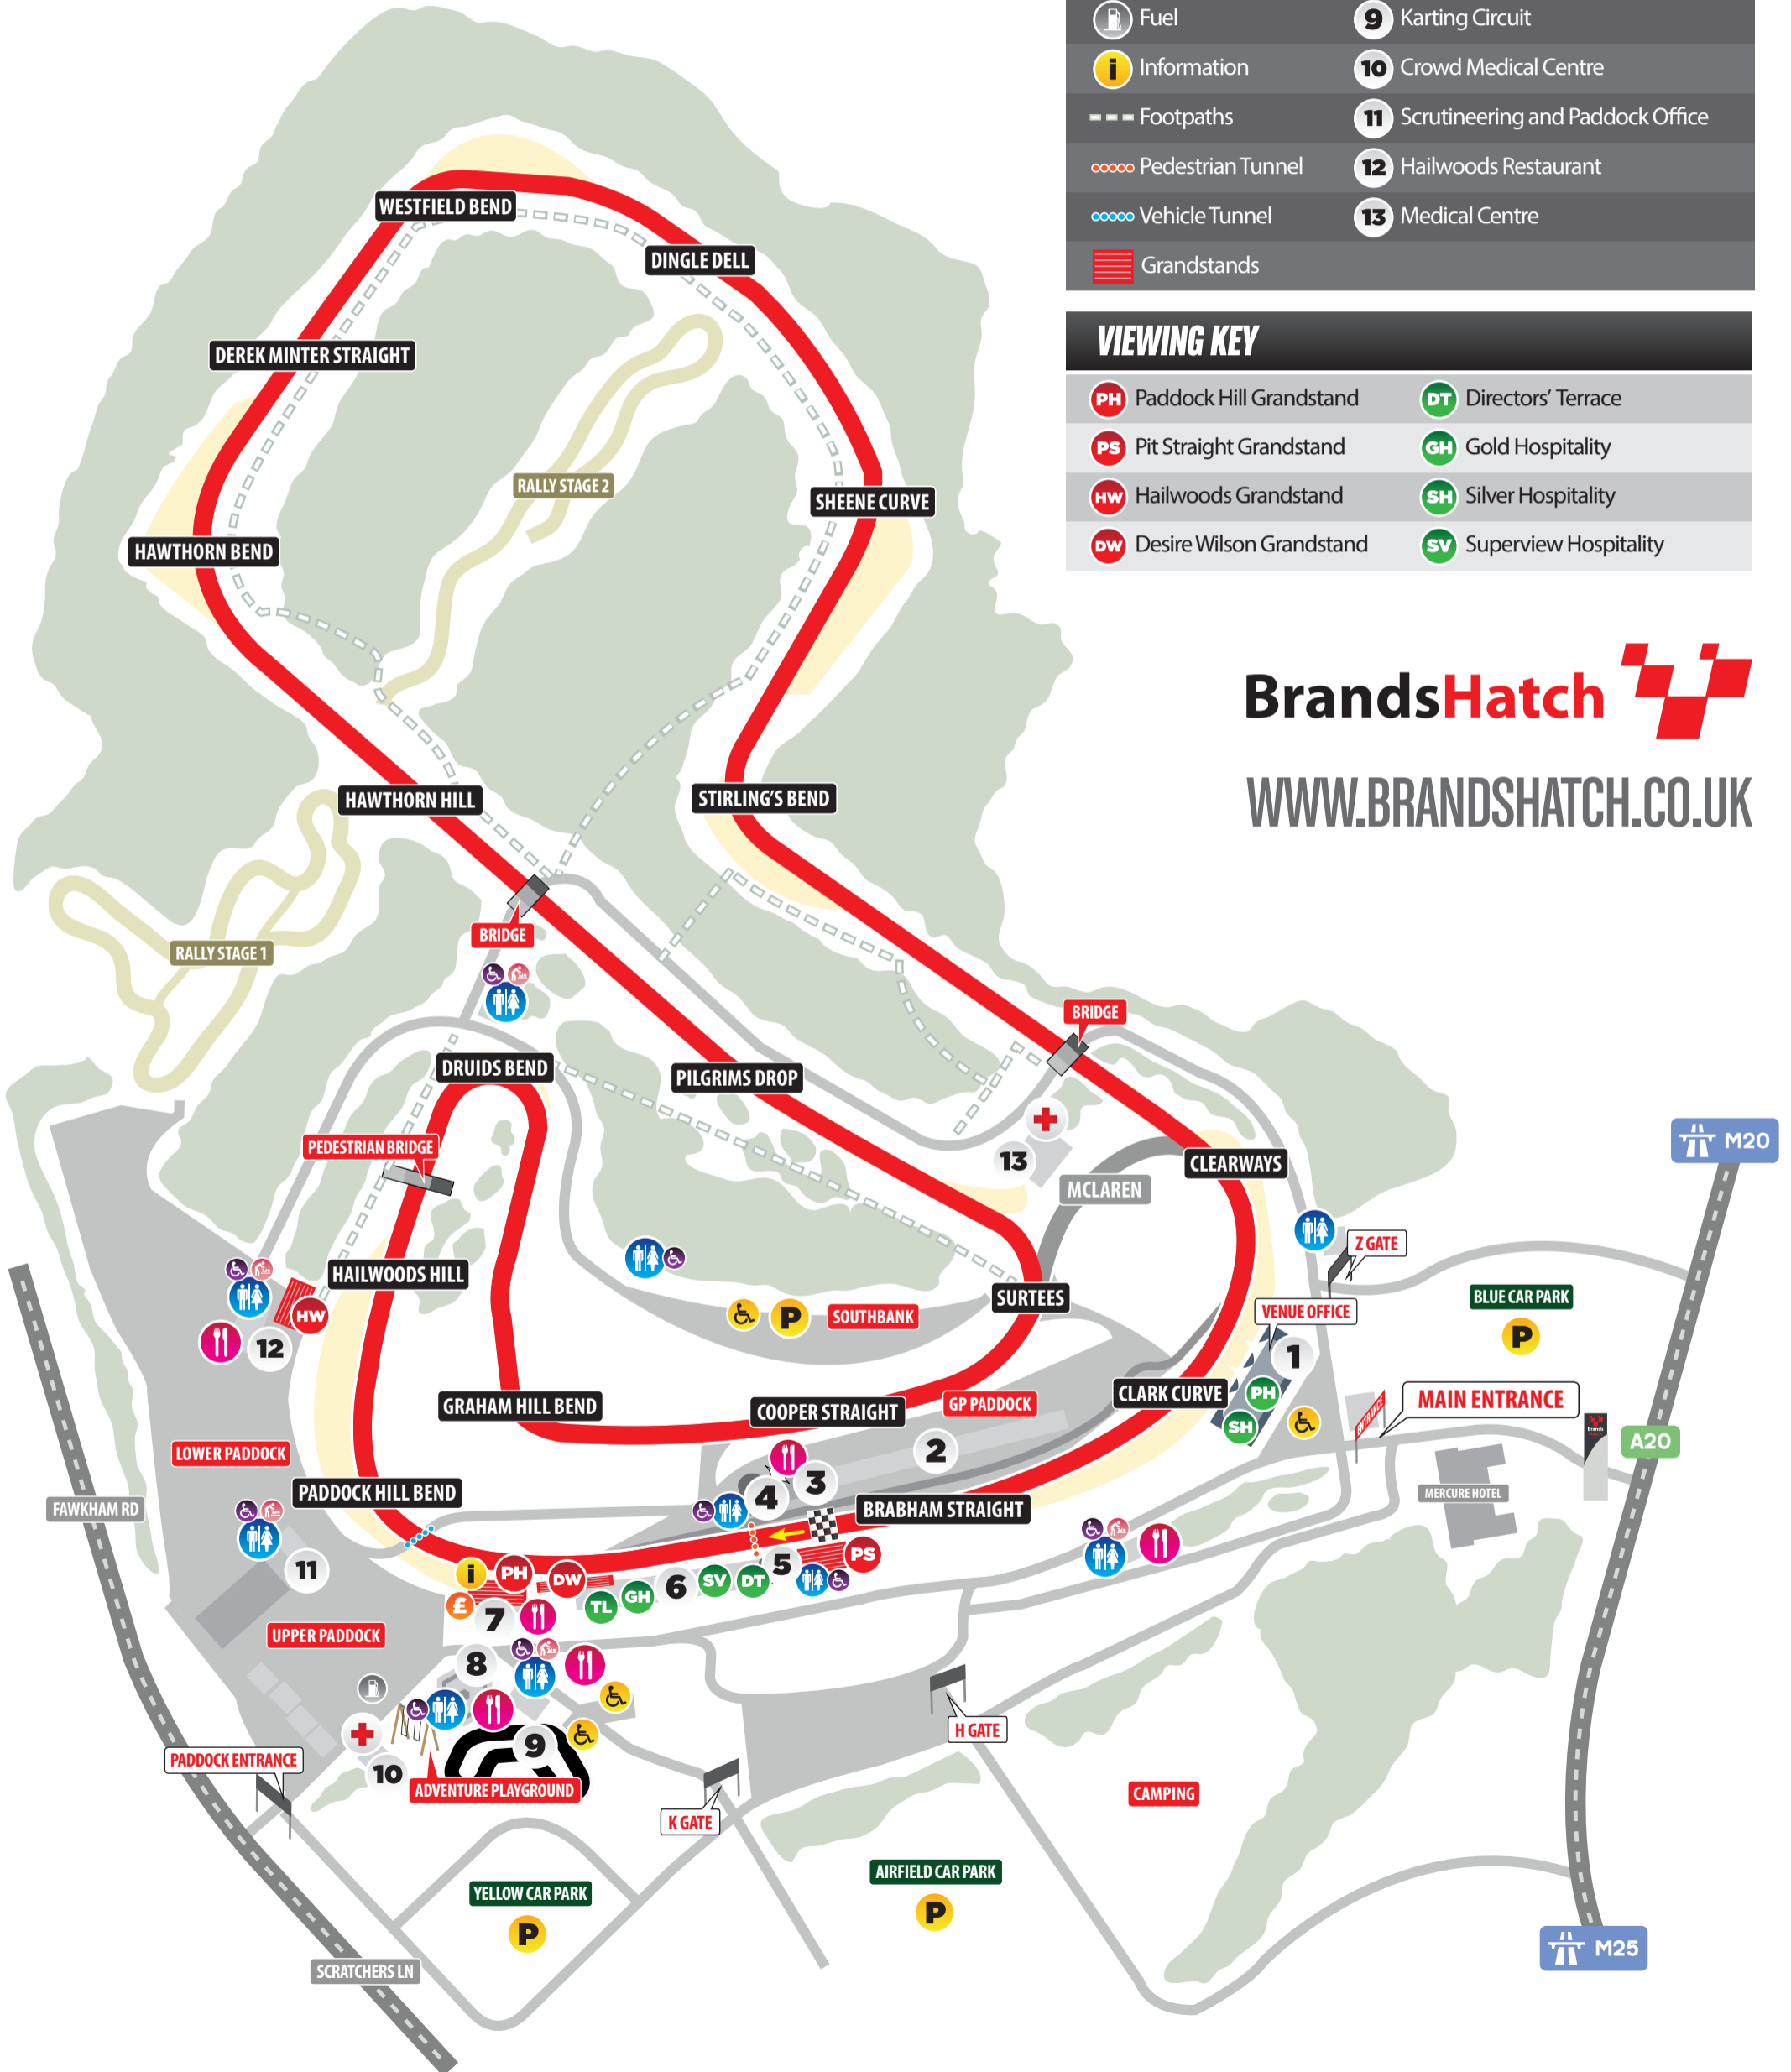 Fuel
9 Karting Circuit
i Information
10 Crowd Medical Centre
Footpaths
11 Scrutineering and Paddock Office
Pedestrian Tunnel
12 Hailwoods Restaurant
Vehicle Tunnel
13 Medical Centre
Grandstands
VIEWING KEY
PH Paddock Hill Grandstand
DT Directors' Terrace
PS Pit Straight Grandstand
GH Gold Hospitality
HW Hailwoods Grandstand
SH Silver Hospitality
DW Desire Wilson Grandstand
SV Superview Hospitality
BrandsHatch
WWW.BRANDSHATCH.CO.UK
WESTFIELD BEND
DINGLE DELL
DEREK MINTER STRAIGHT
RALLY STAGE 2
SHEENE CURVE
HAWTHORN BEND
HAWTHORN HILL
STIRLING'S BEND
BRIDGE
RALLY STAGE 1
BRIDGE
DRUIDS BEND
PILGRIMS DROP
PEDESTRIAN BRIDGE
13
MCLAREN
CLEARWAYS
M20
Z GATE
HAILWOODS HILL
SURTEES
BLUE CAR PARK
P
VENUE OFFICE
HW
12
P
SOUTHBANK
1
GRAHAM HILL BEND
COOPER STRAIGHT
GP PADDOCK
CLARK CURVE
PH
SH
ENTRANCE
MAIN ENTRANCE
A20
LOWER PADDOCK
2
3
4
PADDOCK HILL BEND
BRABHAM STRAIGHT
MERCURE HOTEL
FAWKHAM RD
11
i
PH
DW
5
PS
£
7
TL
GH
6
SV
DT
UPPER PADDOCK
8
9
10
H GATE
PADDOCK ENTRANCE
ADVENTURE PLAYGROUND
K GATE
CAMPING
YELLOW CAR PARK
P
AIRFIELD CAR PARK
P
SCRATCHERS LN
M25